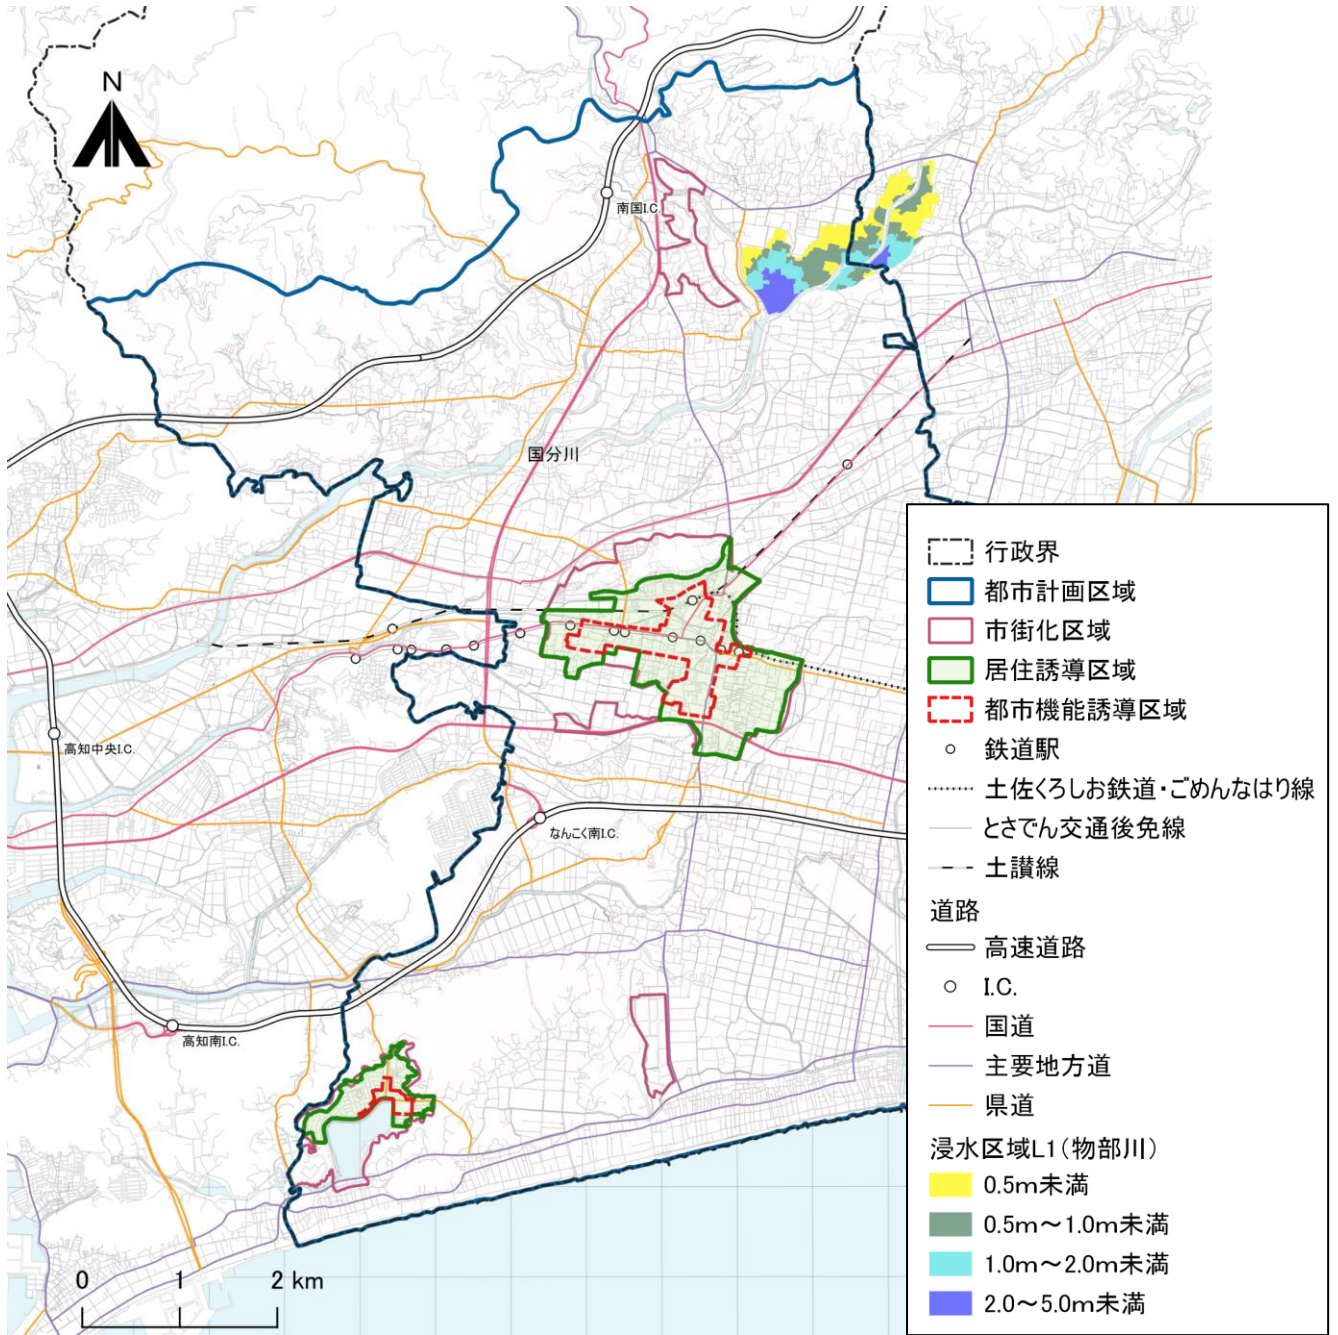 N
南国I.C.
国分川
高知中央I.C.
なんこく南I.C.
高知南I.C.
0 1 2 km
行政界
都市計画区域
市街化区域
居住誘導区域
都市機能誘導区域
鉄道駅
土佐くろしお鉄道・ごめんなはり線
とさでん交通後免線
土讃線
道路
高速道路
I.C.
国道
主要地方道
県道
浸水区域L1(物部川)
0.5m未満
0.5m～1.0m未満
1.0m～2.0m未満
2.0～5.0m未満